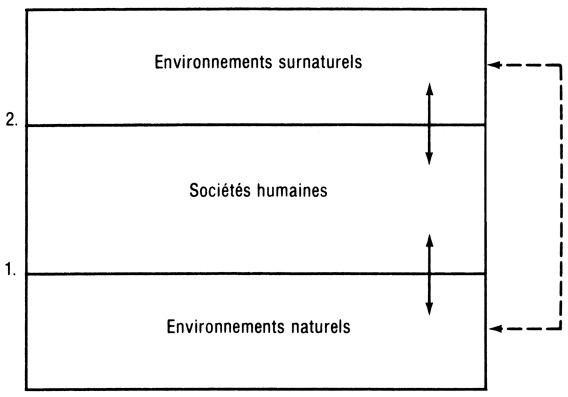 Environnements surnaturels
2.
Sociétés humaines
1.
Environnements naturels